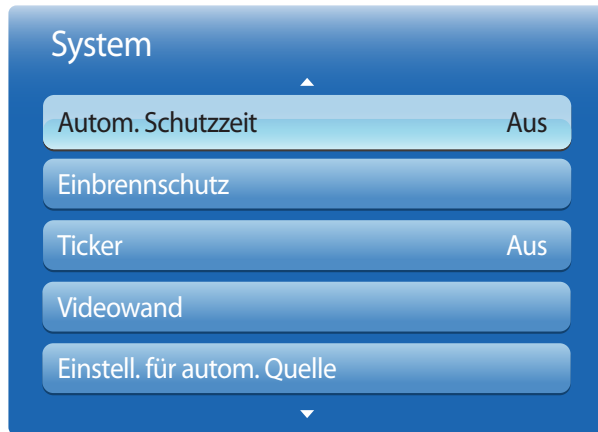 System
Autom. Schutzzeit Aus
Einbrennschutz
Ticker Aus
Videowand
Einstell. für autom. Quelle